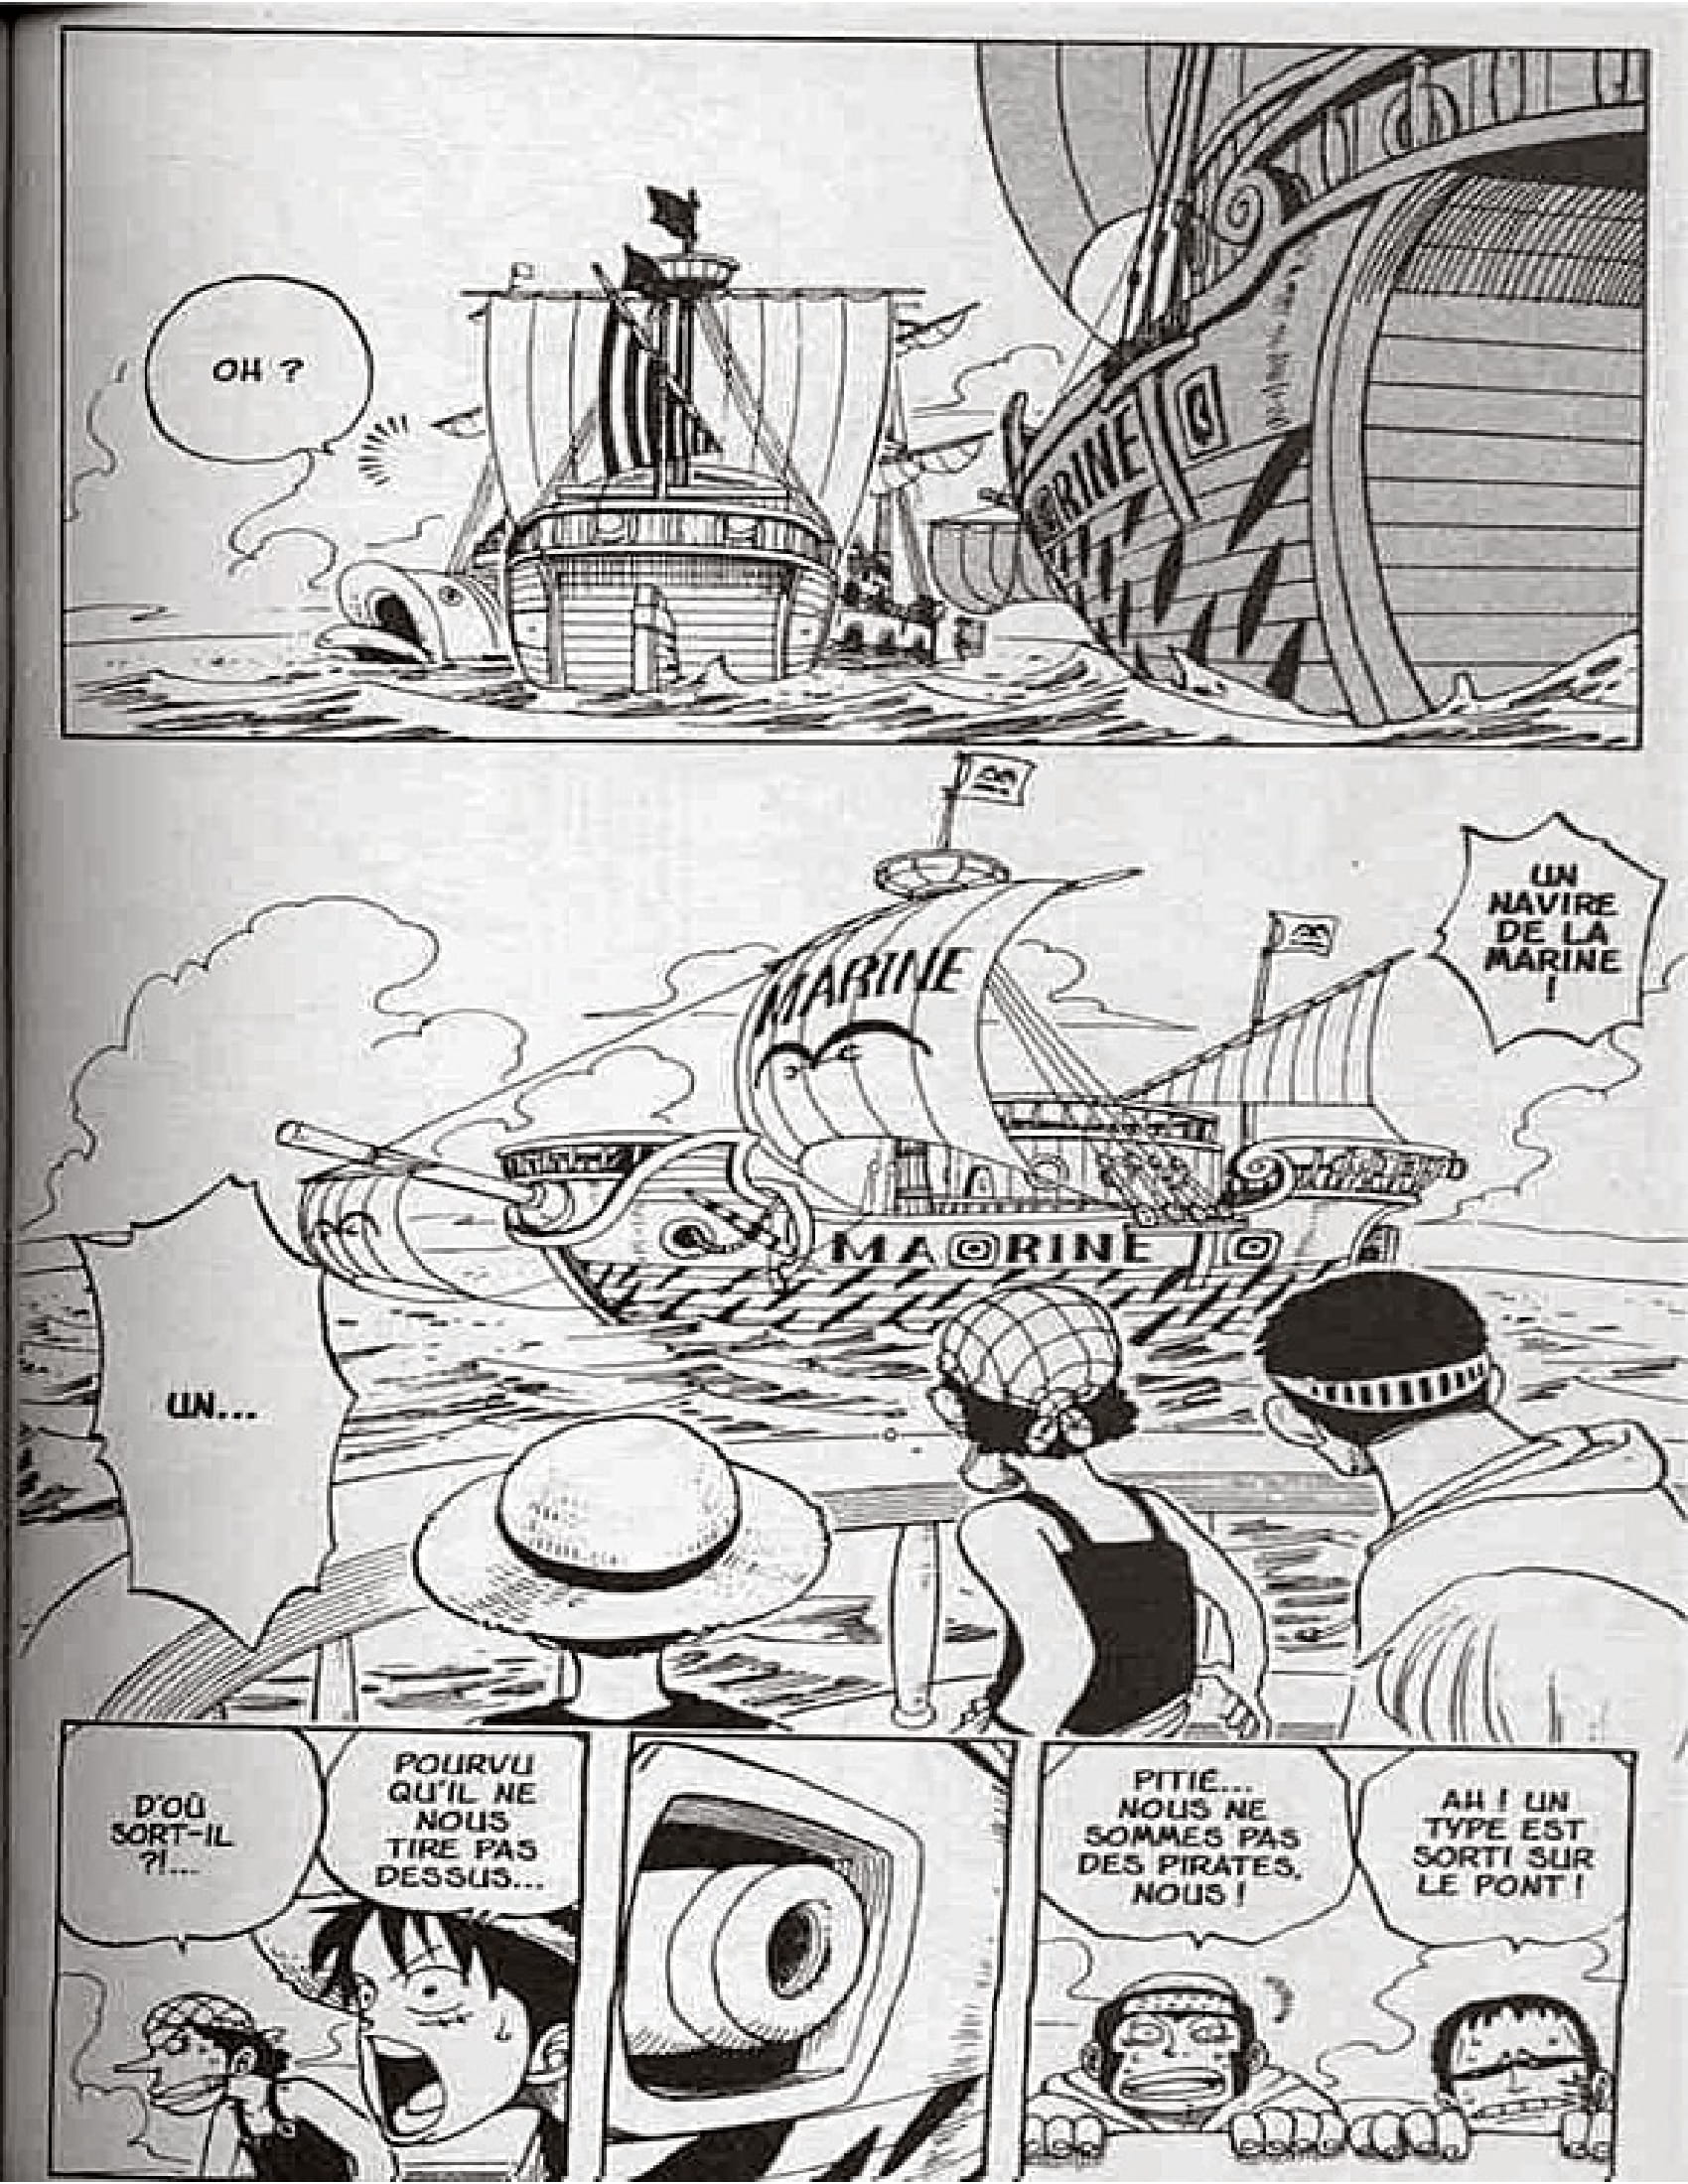 OH ?
MARINE
MARINE
UN
NAVIRE
DE LA
MARINE
!
MARINE
UN...
D'OÙ
SORT-IL
?!...
POURVU
QU'IL NE
NOUS
TIRE PAS
DESSUS...
PITIÉ...
NOUS NE
SOMMES PAS
DES PIRATES,
NOUS !
AH ! UN
TYPE EST
SORTI SUR
LE PONT !